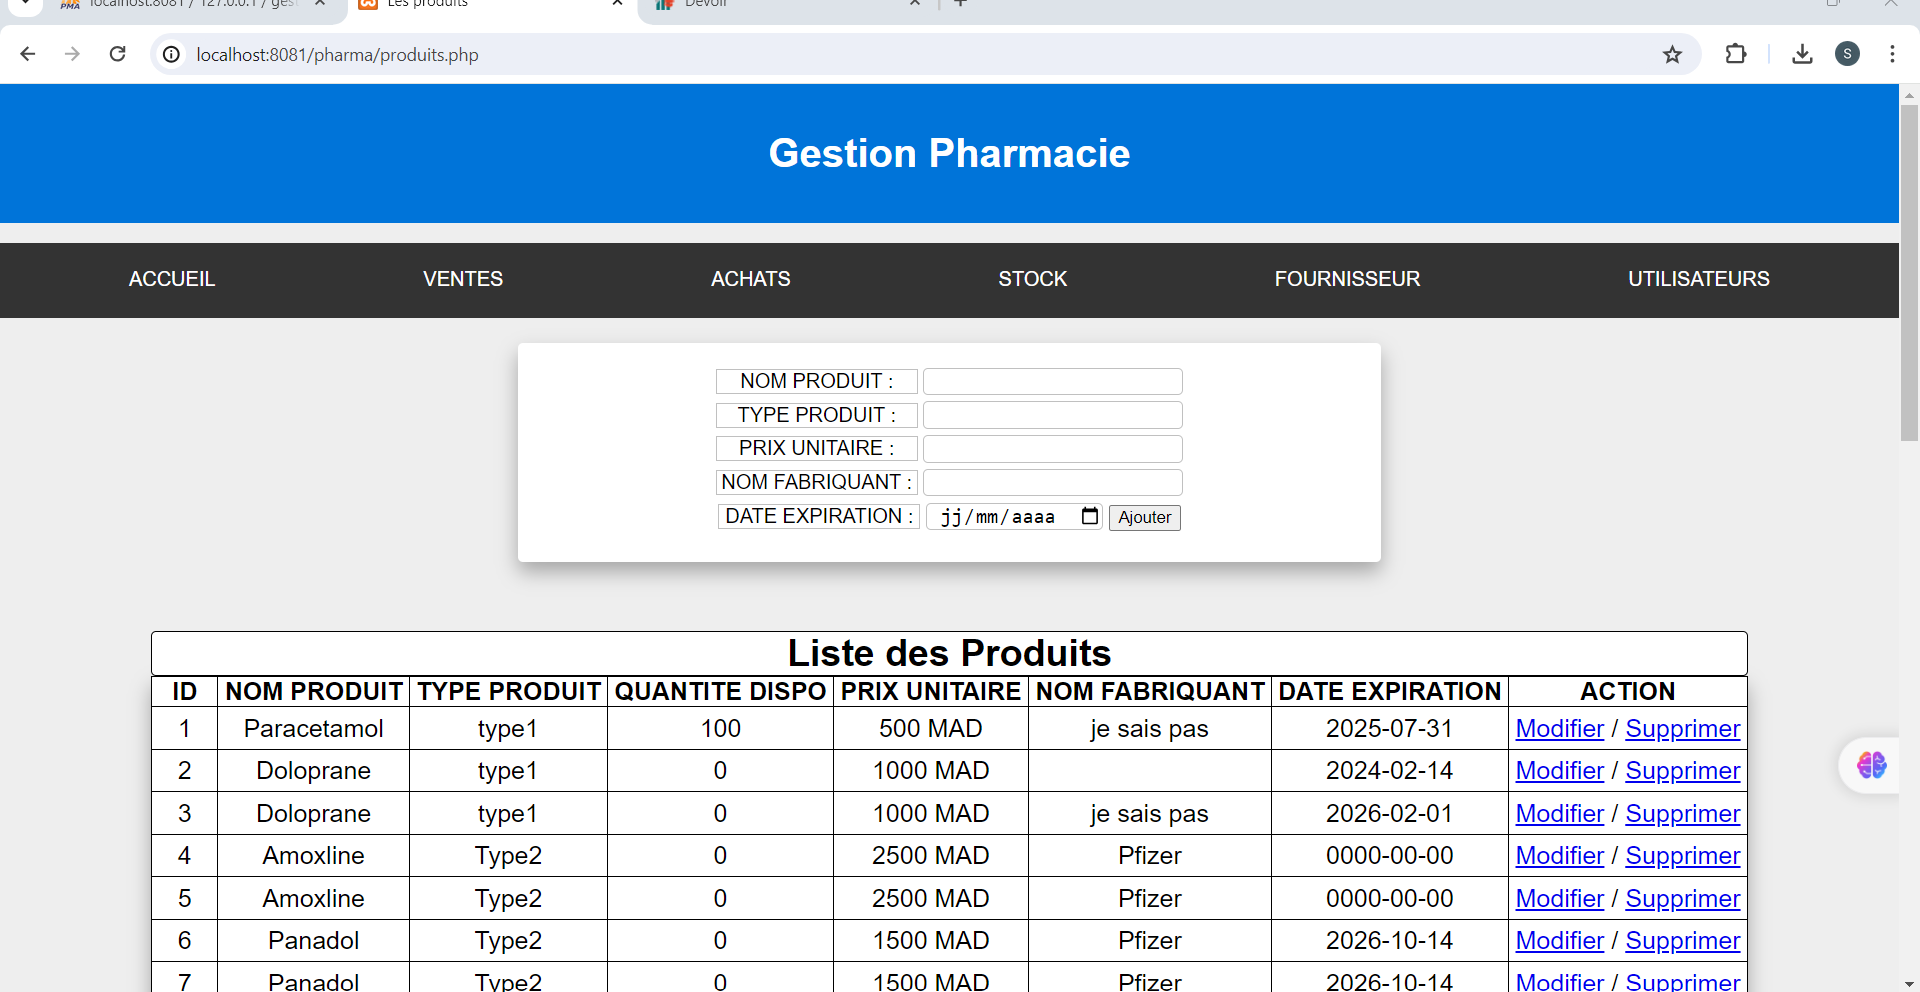 localhost:8081 / 127.0.0.1 / gest
Les produits
Devoir
localhost:8081/pharma/produits.php
S
Gestion Pharmacie
ACCUEIL VENTES ACHATS STOCK FOURNISSEUR UTILISATEURS
NOM PRODUIT :
TYPE PRODUIT :
PRIX UNITAIRE :
NOM FABRIQUANT :
DATE EXPIRATION : jj/mm/aaaa Ajouter
Liste des Produits
ID NOM PRODUIT TYPE PRODUIT QUANTITE DISPO PRIX UNITAIRE NOM FABRIQUANT DATE EXPIRATION ACTION
1 Paracetamol type1 100 500 MAD je sais pas 2025-07-31 Modifier / Supprimer
2 Doloprane type1 0 1000 MAD 2024-02-14 Modifier / Supprimer
3 Doloprane type1 0 1000 MAD je sais pas 2026-02-01 Modifier / Supprimer
4 Amoxline Type2 0 2500 MAD Pfizer 0000-00-00 Modifier / Supprimer
5 Amoxline Type2 0 2500 MAD Pfizer 0000-00-00 Modifier / Supprimer
6 Panadol Type2 0 1500 MAD Pfizer 2026-10-14 Modifier / Supprimer
7 Panadol Type2 0 1500 MAD Pfizer 2026-10-14 Modifier / Supprimer